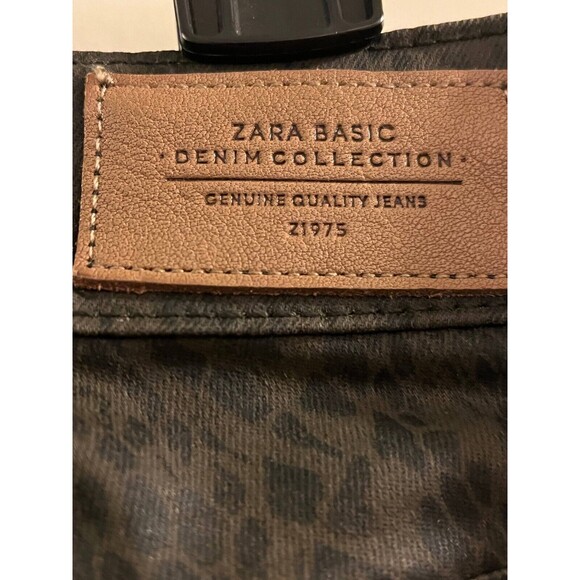 ZARA BASIC
· DENIM COLLECTION ·
GENUINE QUALITY JEANS
Z1975